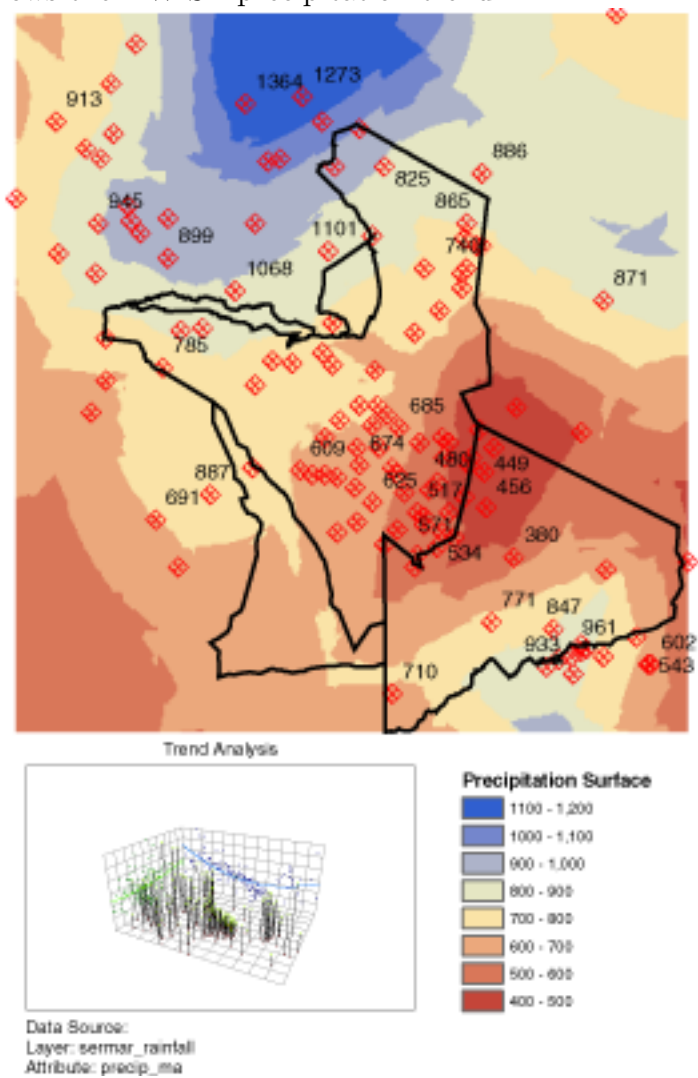 1364 1273
913
886
825
945
865
899
1101
740
1068
871
785
685
609 674
480 449
887
625
691
517 456
571
534
380
771
847
961
933
602
543
710
Trend Analysis
Precipitation Surface
1100 - 1,200
1000 - 1,100
900 - 1,000
800 - 900
700 - 800
600 - 700
500 - 600
400 - 500
Data Source:
Layer: sermar_rainfall
Attribute: precip_ma